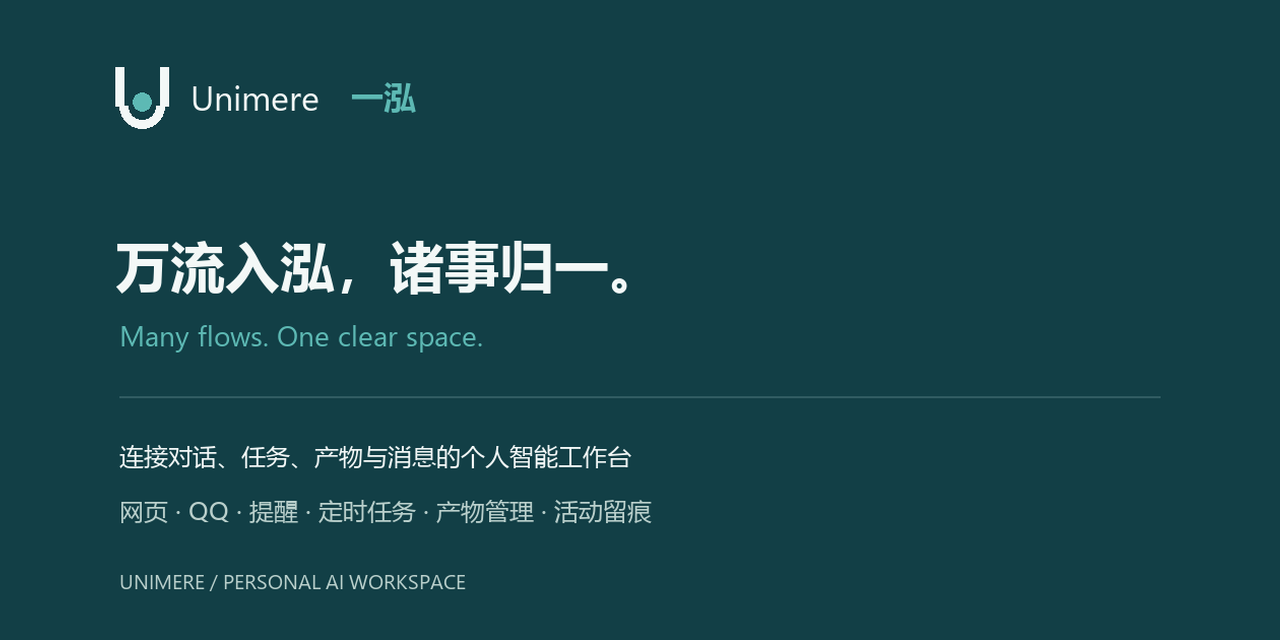 Unimere 一泓
万流入泓，诸事归一。
Many flows. One clear space.
连接对话、任务、产物与消息的个人智能工作台
网页 · QQ · 提醒 · 定时任务 · 产物管理 · 活动留痕
UNIMERE / PERSONAL AI WORKSPACE